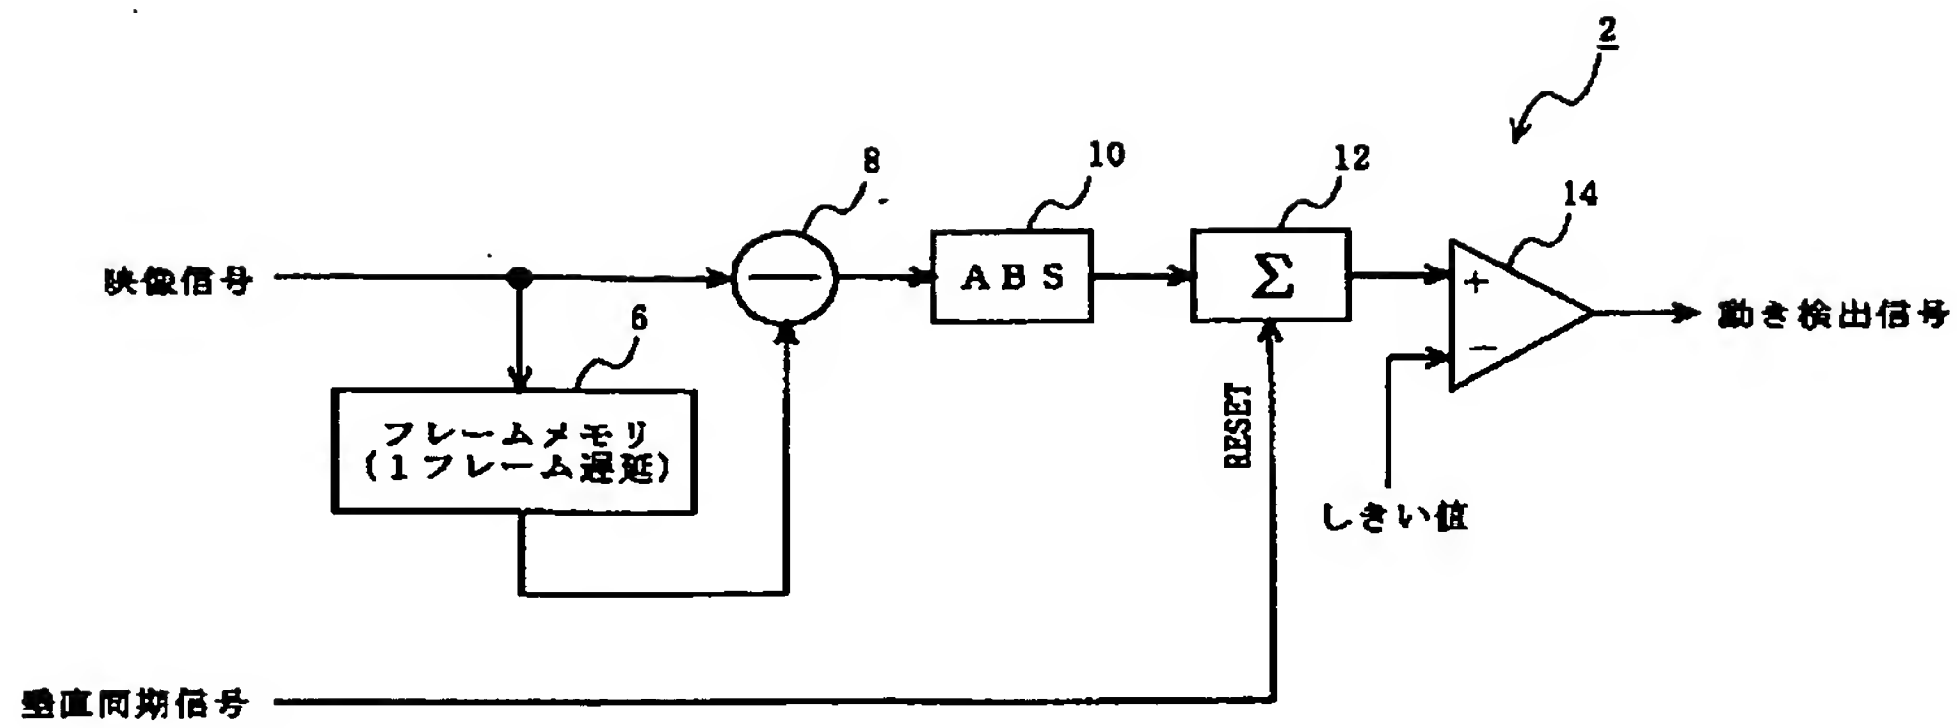 2
8
10
12
14
映像信号
ABS
Σ
+
−
動き検出信号
6
フレームメモリ
(1フレーム遅延)
RESET
しきい値
垂直同期信号